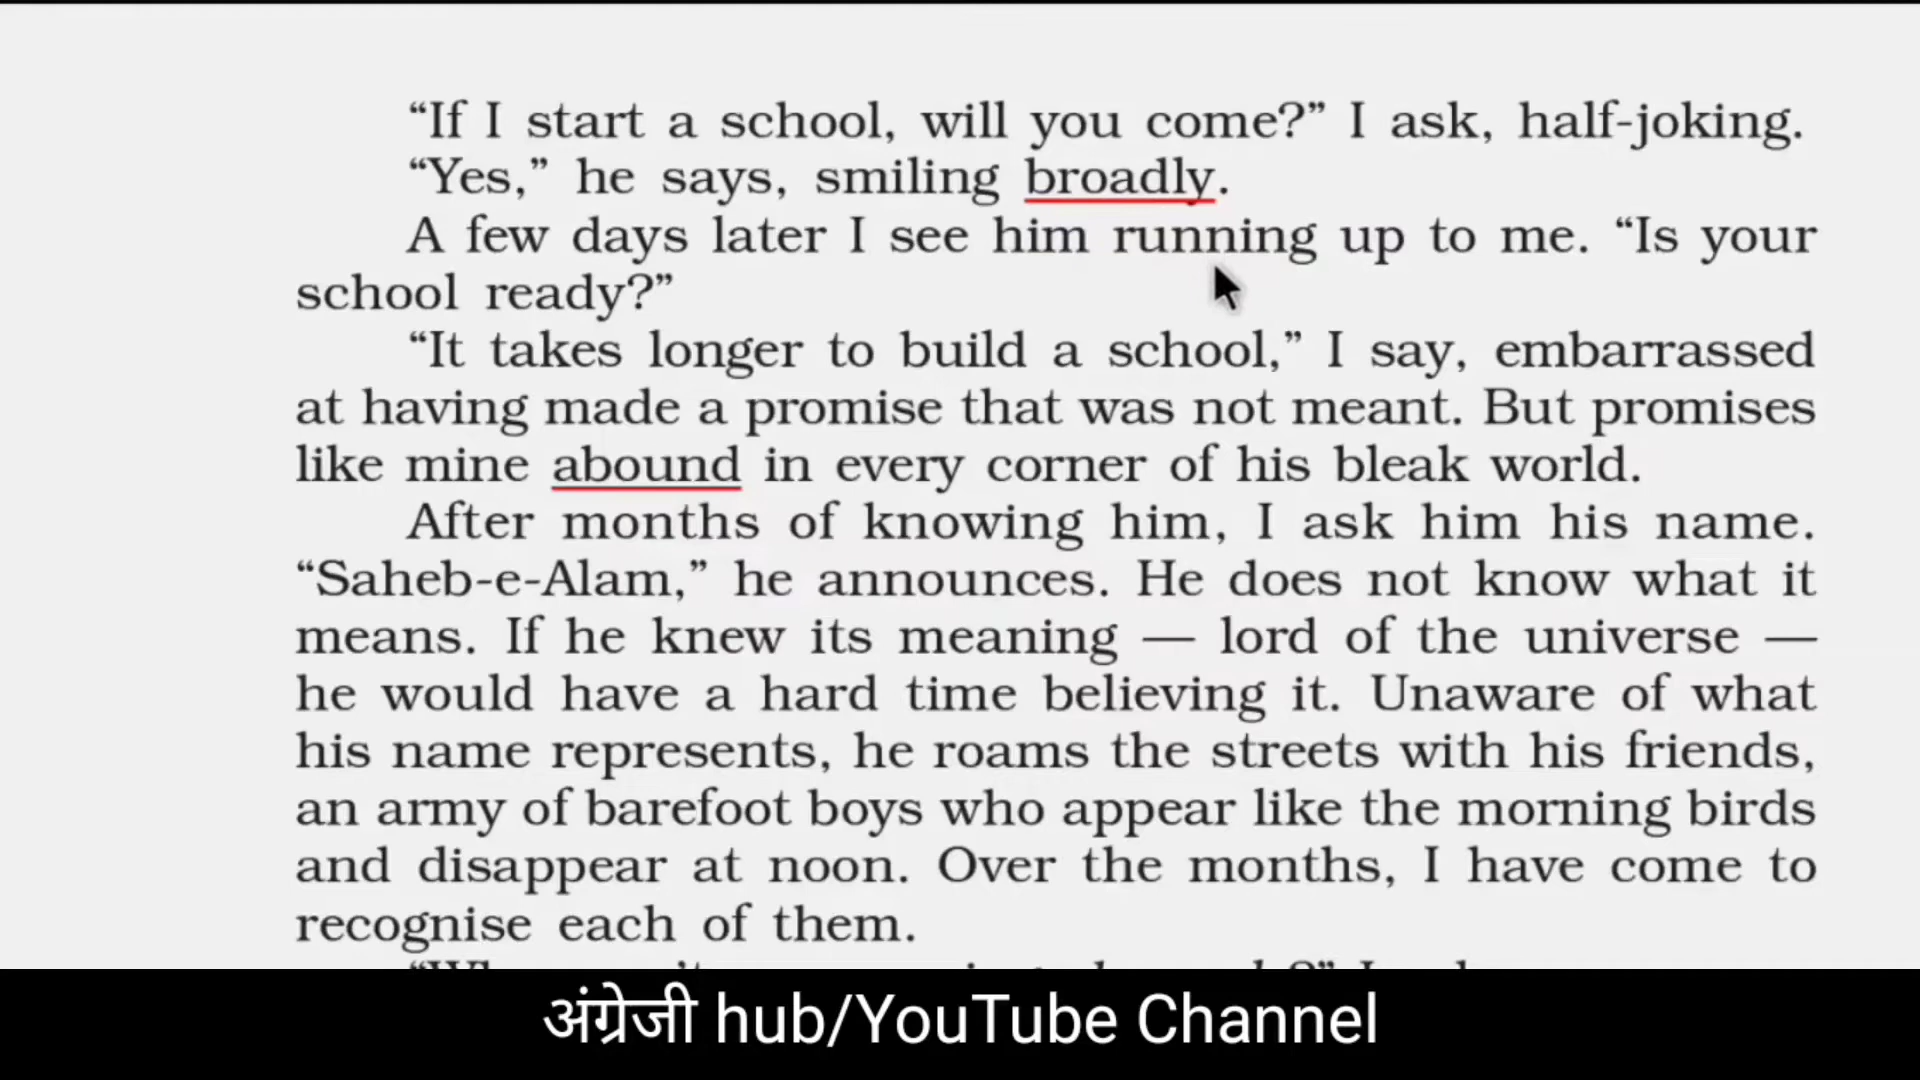 “If I start a school, will you come?” I ask, half-joking.
“Yes,” he says, smiling broadly.
A few days later I see him running up to me. “Is your
school ready?”
“It takes longer to build a school,” I say, embarrassed
at having made a promise that was not meant. But promises
like mine abound in every corner of his bleak world.
After months of knowing him, I ask him his name.
“Saheb-e-Alam,” he announces. He does not know what it
means. If he knew its meaning — lord of the universe —
he would have a hard time believing it. Unaware of what
his name represents, he roams the streets with his friends,
an army of barefoot boys who appear like the morning birds
and disappear at noon. Over the months, I have come to
recognise each of them.
अंग्रेजी hub/YouTube Channel